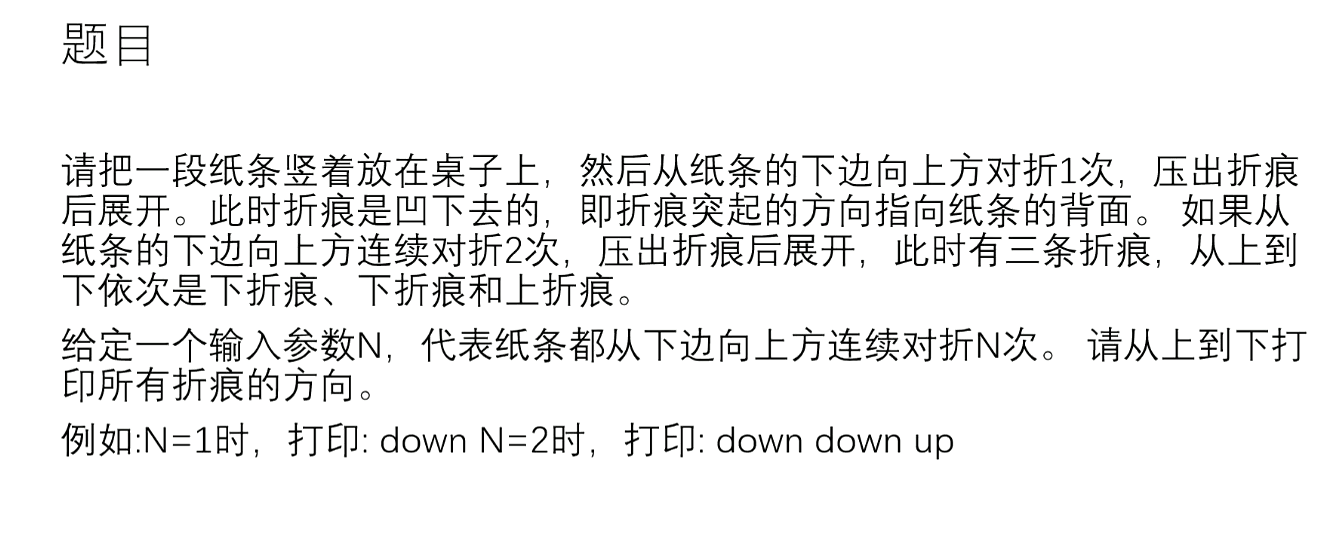 题目
请把一段纸条竖着放在桌子上，然后从纸条的下边向上方对折1次，压出折痕
后展开。此时折痕是凹下去的，即折痕突起的方向指向纸条的背面。 如果从
纸条的下边向上方连续对折2次，压出折痕后展开，此时有三条折痕，从上到
下依次是下折痕、下折痕和上折痕。
给定一个输入参数N，代表纸条都从下边向上方连续对折N次。 请从上到下打
印所有折痕的方向。
例如:N=1时，打印: down N=2时，打印: down down up